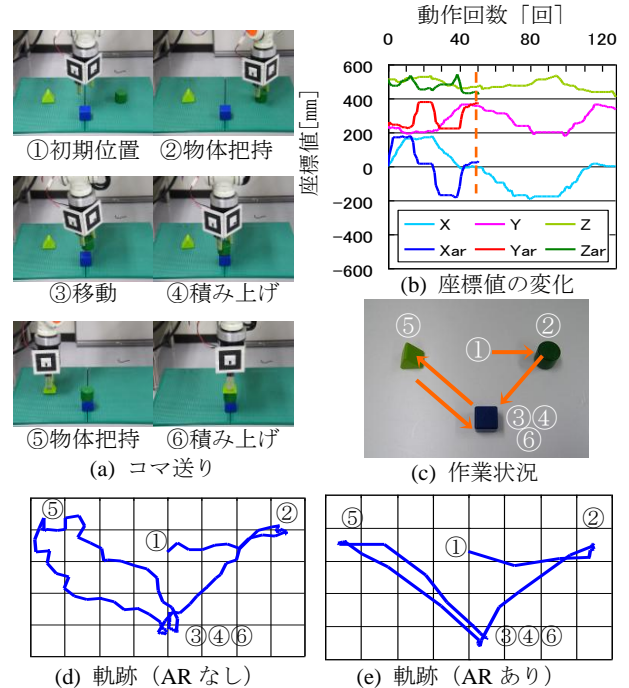 ①初期位置
②物体把持
③移動
④積み上げ
⑤物体把持
⑥積み上げ
(a) コマ送り
動作回数［回］
0 40 80 120
座標値[mm]
600
400
200
0
−200
−400
−600
X Y Z
Xar Yar Zar
(b) 座標値の変化
⑤ ②
①
③④
⑥
(c) 作業状況
⑤ ②
①
③④⑥
(d) 軌跡（AR なし）
⑤ ②
①
③④⑥
(e) 軌跡（AR あり）